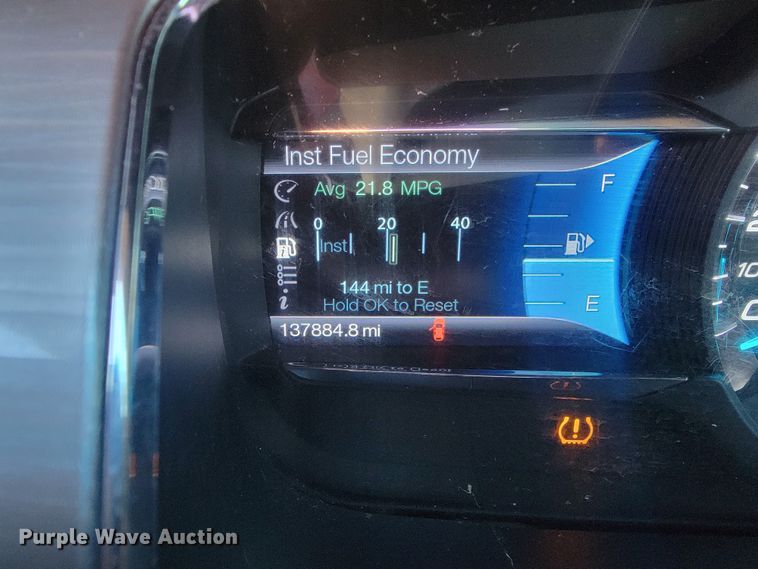 Inst Fuel Economy
Avg 21.8 MPG
F
0 20 40
Inst
144 mi to E
Hold OK to Reset
E
137884.8 mi
Purple Wave Auction®